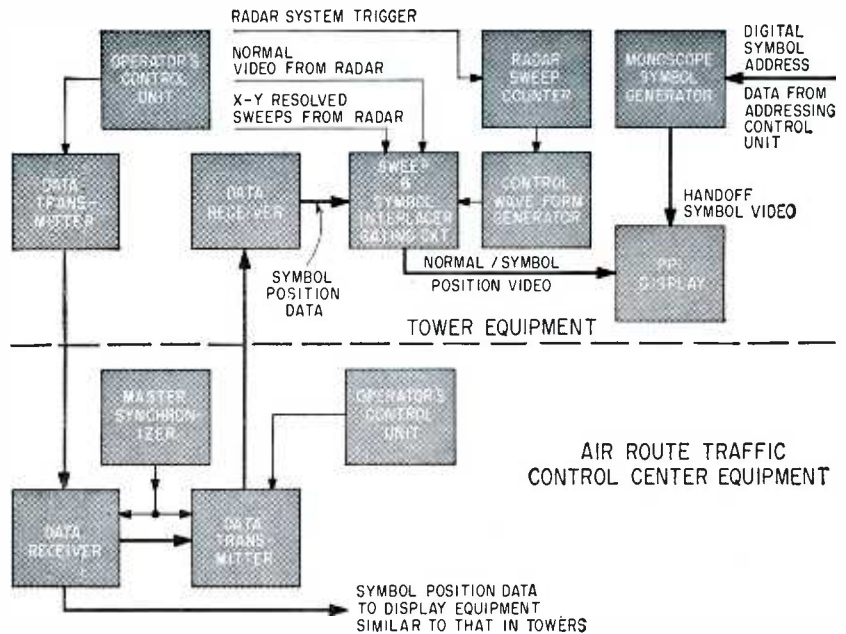 RADAR SYSTEM TRIGGER
OPERATOR'S
CONTROL
UNIT
NORMAL
VIDEO FROM RADAR
X-Y RESOLVED
SWEEPS FROM RADAR
RADAR
SWEEP
COUNTER
MONOSCOPE
SYMBOL
GENERATOR
DIGITAL
SYMBOL
ADDRESS
DATA FROM
ADDRESSING
CONTROL
UNIT
DATA
TRANS-
MITTER
DATA
RECEIVER
SWEEP
&
SYMBOL
INTERLACER
GATING CKT
CONTROL
WAVE FORM
GENERATOR
HANDOFF
SYMBOL VIDEO
SYMBOL
POSITION
DATA
NORMAL / SYMBOL
POSITION VIDEO
PPI
DISPLAY
TOWER EQUIPMENT
MASTER
SYNCHRON-
IZER
OPERATOR'S
CONTROL
UNIT
AIR ROUTE TRAFFIC
CONTROL CENTER EQUIPMENT
DATA
RECEIVER
DATA
TRANS-
MITTER
SYMBOL POSITION DATA
TO DISPLAY EQUIPMENT
SIMILAR TO THAT IN TOWERS